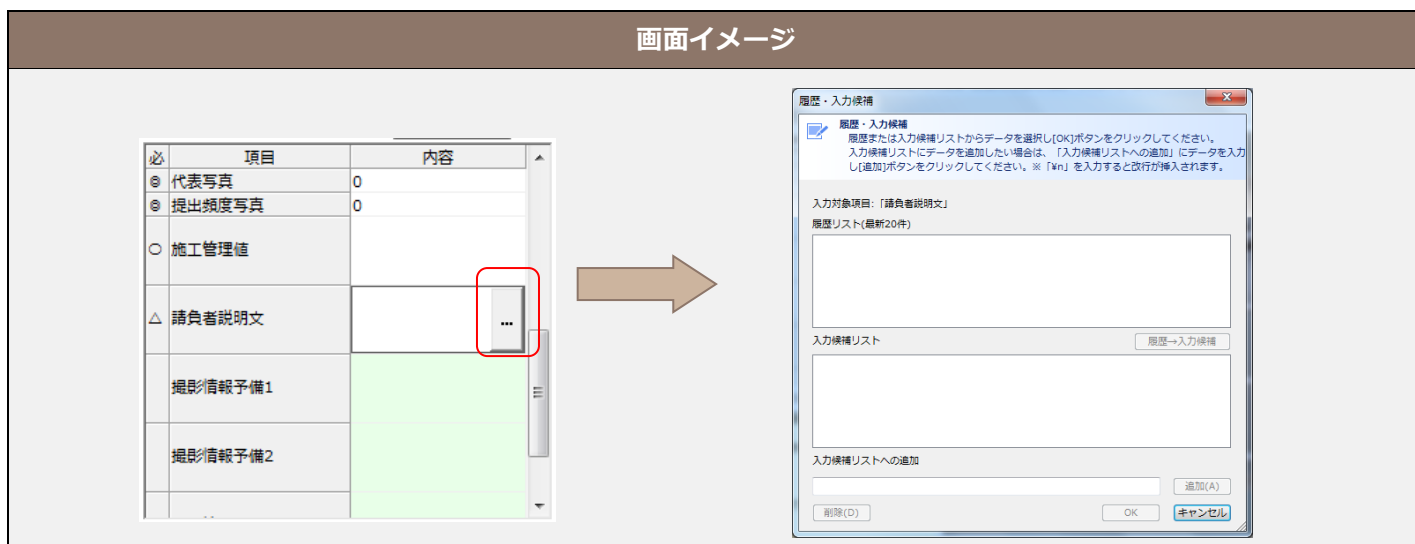 画面イメージ
必 項目 内容
◎ 代表写真 0
◎ 提出頻度写真 0
○ 施工管理値
△ 請負者説明文 ...
撮影情報予備1
撮影情報予備2
履歴・入力候補
履歴・入力候補
履歴または入力候補リストからデータを選択し[OK]ボタンをクリックしてください。
入力候補リストにデータを追加したい場合は、「入力候補リストへの追加」にデータを入力
し[追加]ボタンをクリックしてください。※「¥n」を入力すると改行が挿入されます。
入力対象項目:「請負者説明文」
履歴リスト(最新20件)
入力候補リスト 履歴→入力候補
入力候補リストへの追加
追加(A)
削除(D) OK キャンセル